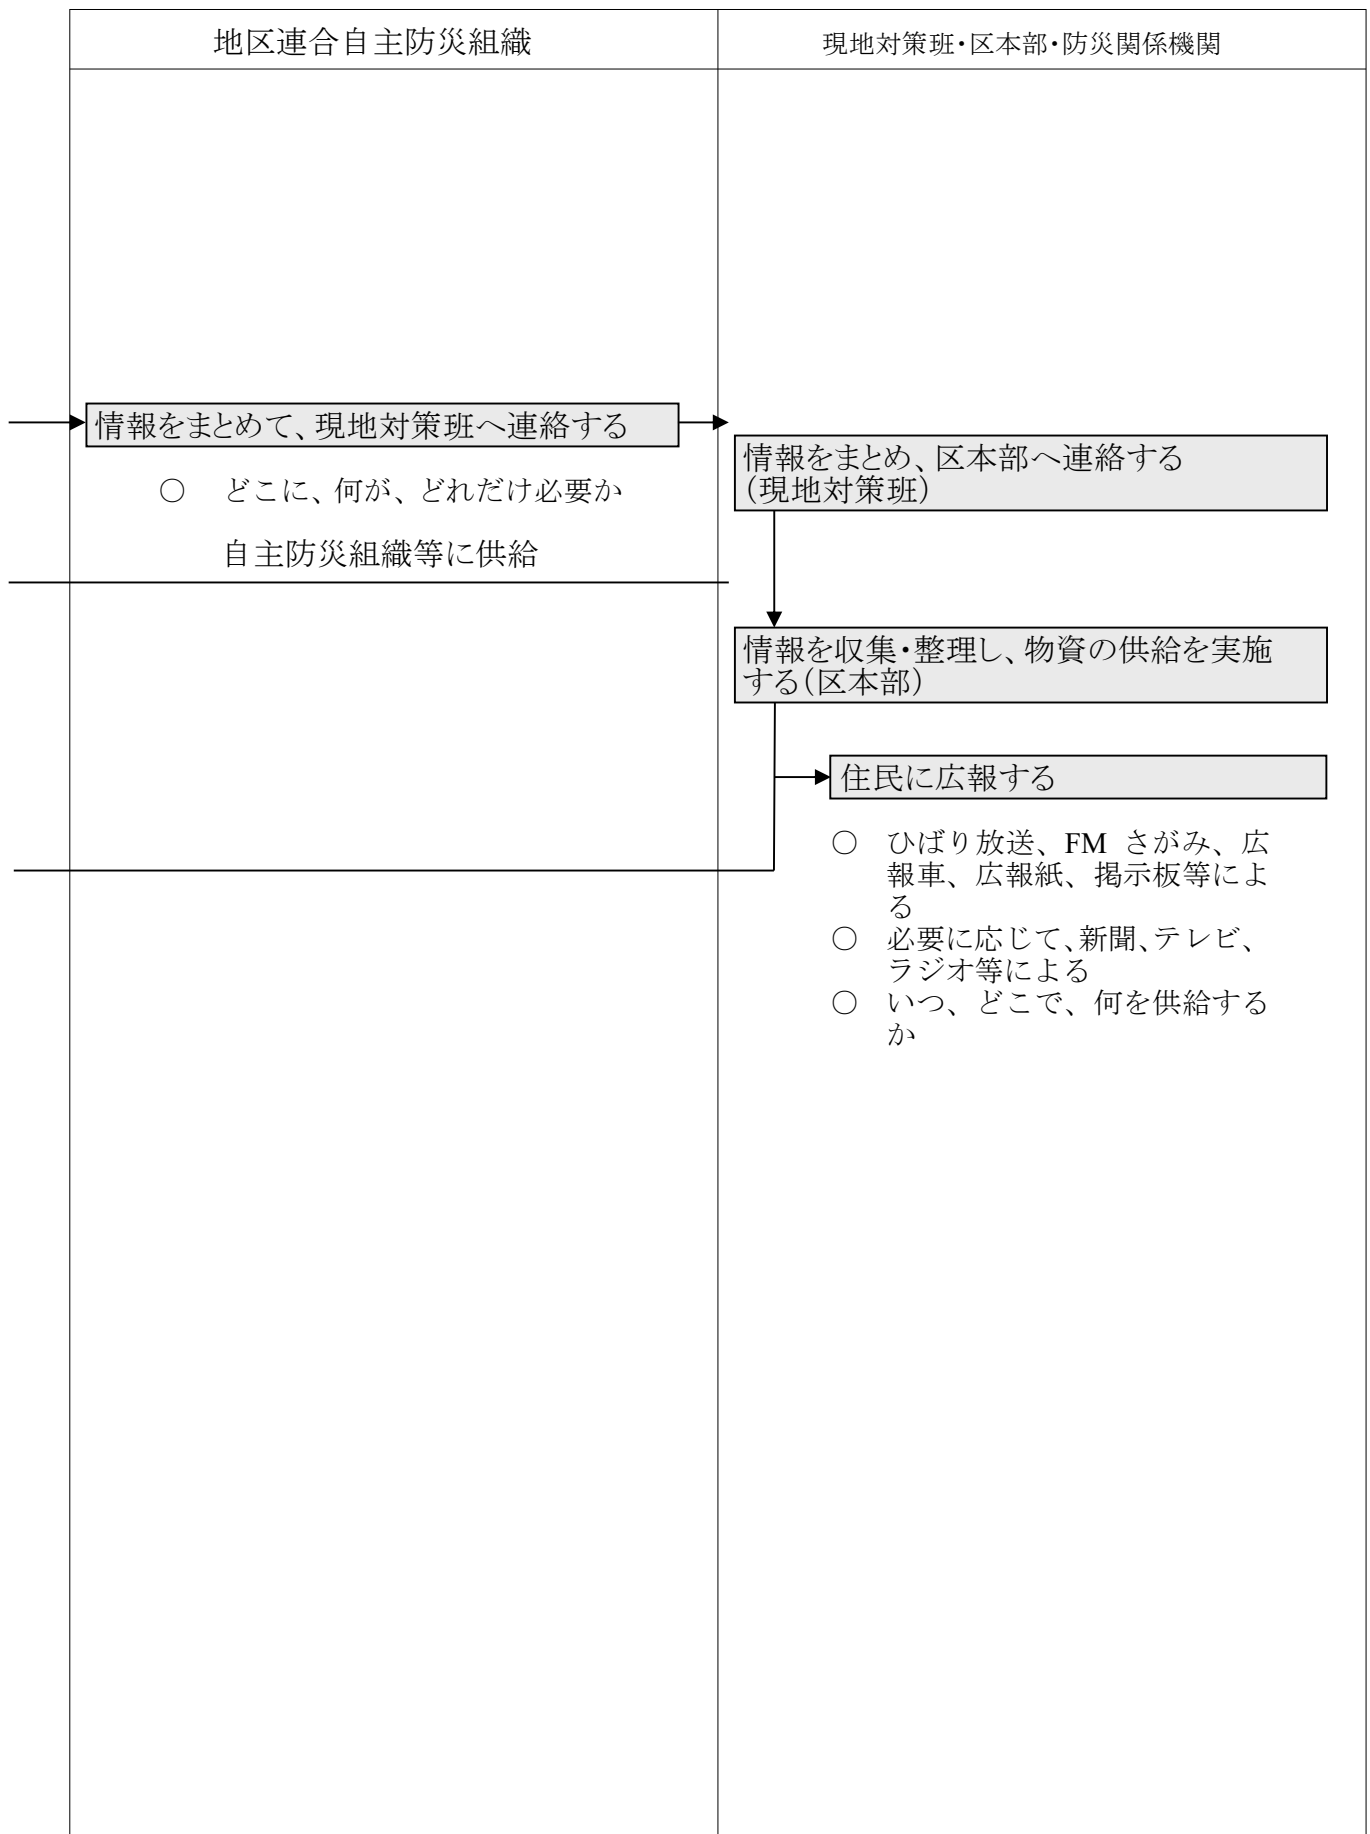 地区連合自主防災組織
現地対策班・区本部・防災関係機関
情報をまとめて、現地対策班へ連絡する
○ どこに、何が、どれだけ必要か
自主防災組織等に供給
情報をまとめ、区本部へ連絡する
(現地対策班)
情報を収集・整理し、物資の供給を実施
する(区本部)
住民に広報する
○ ひばり放送、FM さがみ、広
報車、広報紙、掲示板等によ
る
○ 必要に応じて、新聞、テレビ、
ラジオ等による
○ いつ、どこで、何を供給する
か